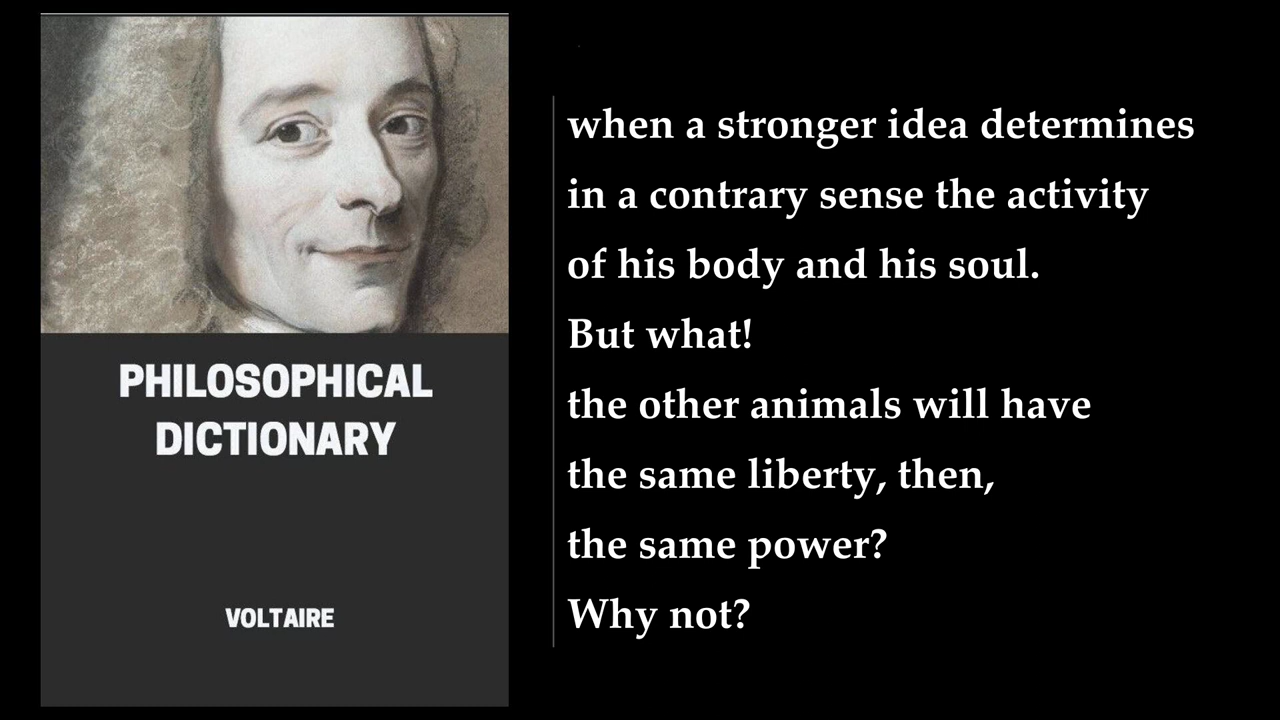 PHILOSOPHICAL
DICTIONARY
VOLTAIRE
when a stronger idea determines
in a contrary sense the activity
of his body and his soul.
But what!
the other animals will have
the same liberty, then,
the same power?
Why not?